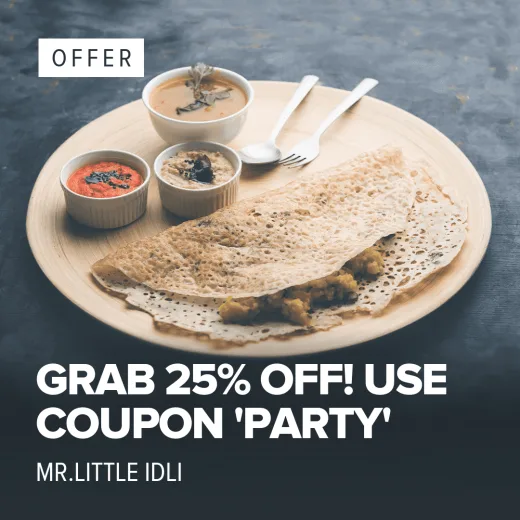 OFFER
GRAB 25% OFF! USE
COUPON 'PARTY'
MR.LITTLE IDLI